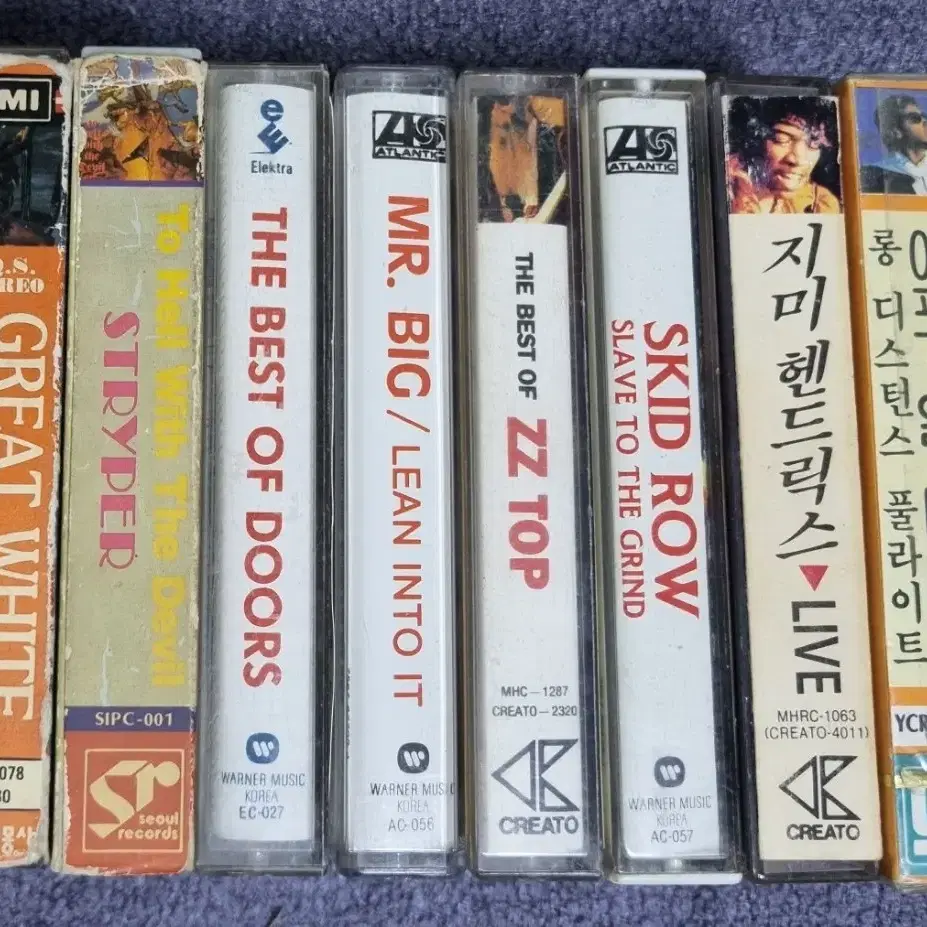 EMI
Q.S.
STEREO
GREAT WHITE
078
30
To Hell With The Devil
STRYPER
SIPC-001
sr
seoul
records
Elektra
THE BEST OF DOORS
WARNER MUSIC
KOREA
EC-027
ATLANTIC
MR. BIG / LEAN INTO IT
WARNER MUSIC
KOREA
AC-056
THE BEST OF ZZ TOP
MHC-1287
CREATO-2320
CREATO
ATLANTIC
SKID ROW
SLAVE TO THE GRIND
WARNER MUSIC
KOREA
AC-057
지미 헨드릭스▼LIVE
MHRC-1063
(CREATO-4011)
CREATO
롱 디스턴스 플라이트
YCR